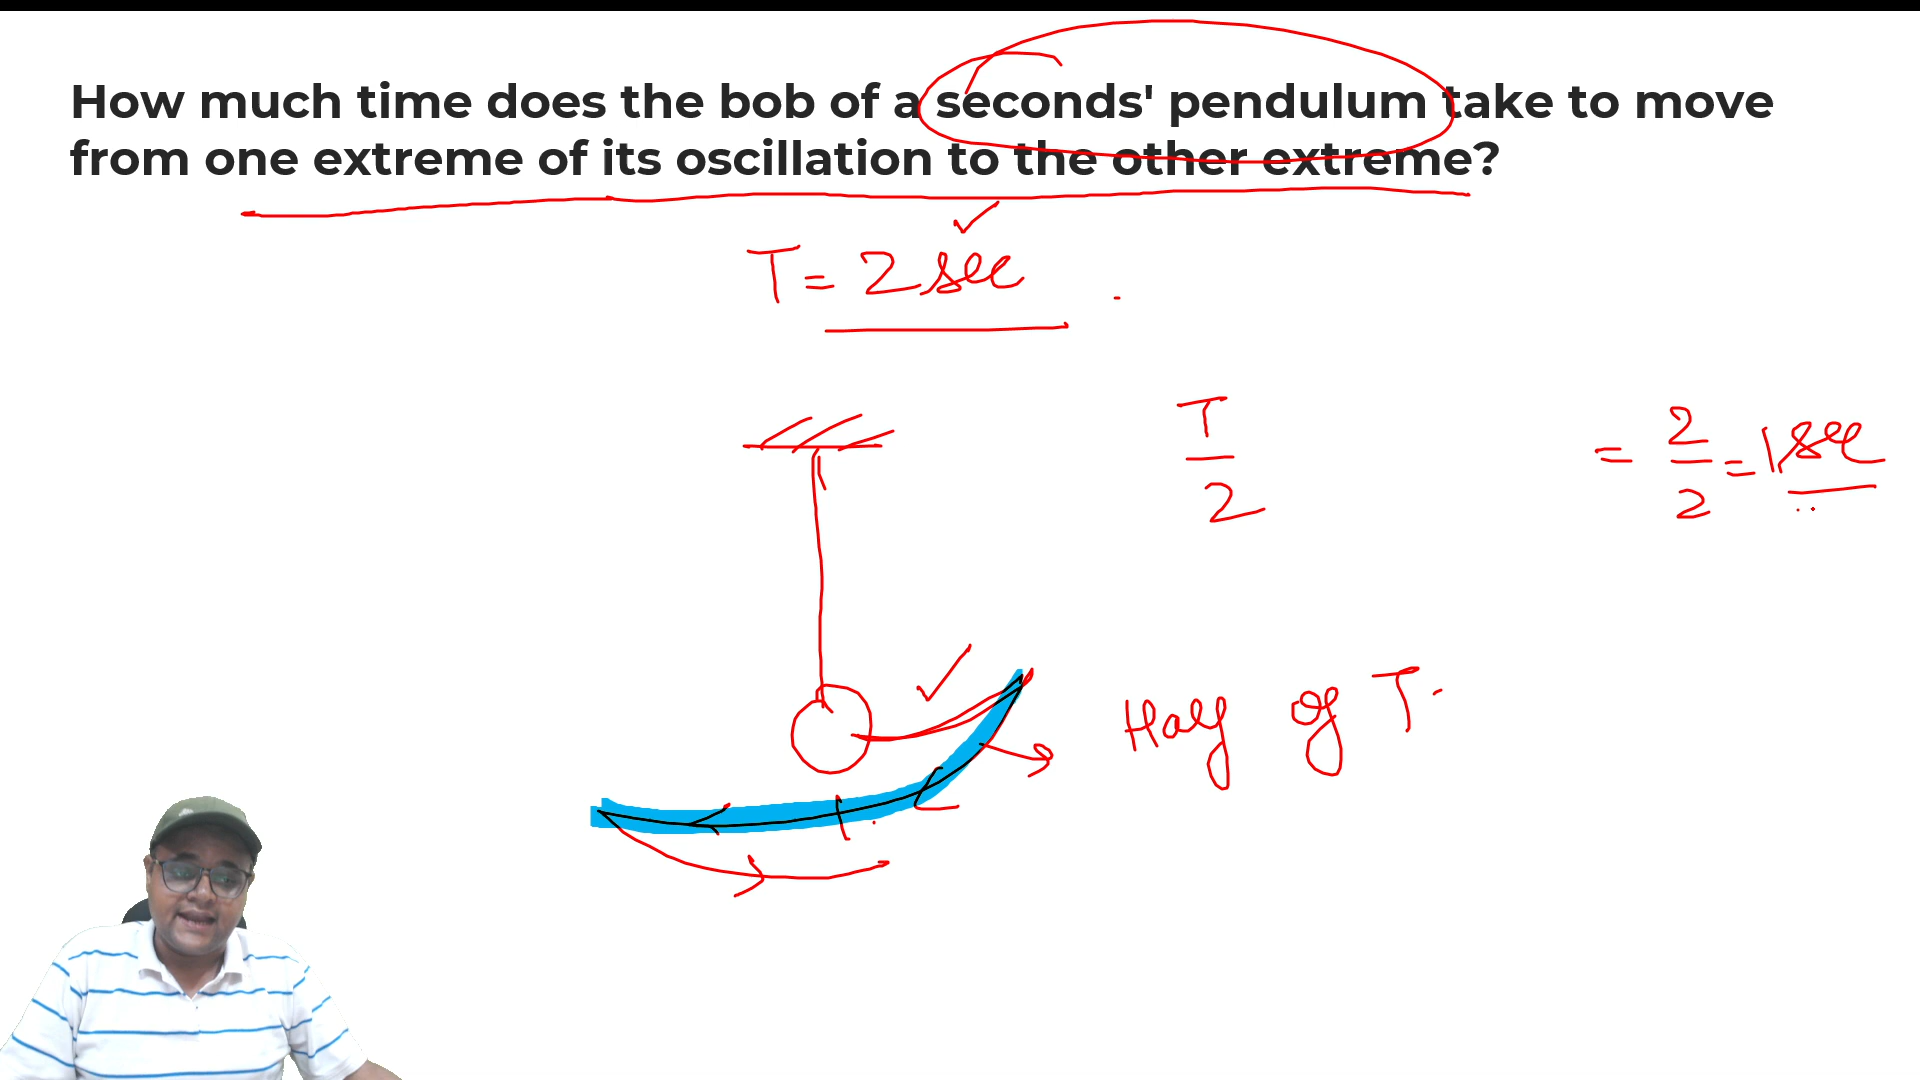 How much time does the bob of a seconds' pendulum take to move
from one extreme of its oscillation to the other extreme?
T = 2 sec
T/2 = 2/2 = 1 sec
Half of T.